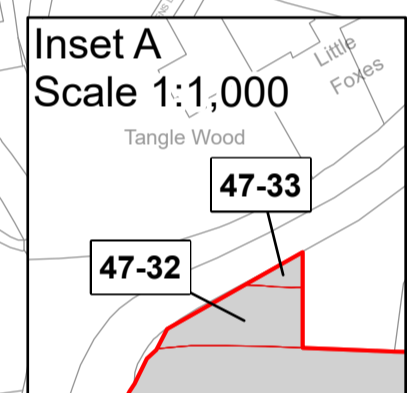 Inset A
Scale 1:1,000
Little
Foxes
Tangle Wood
47-33
47-32